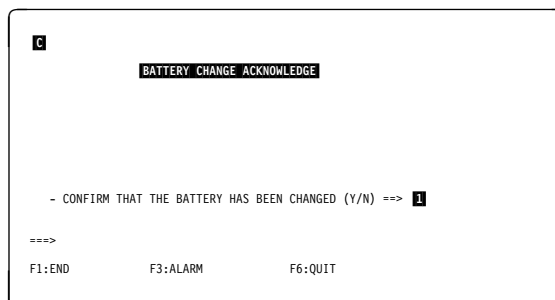 C
BATTERY CHANGE ACKNOWLEDGE
- CONFIRM THAT THE BATTERY HAS BEEN CHANGED (Y/N) ==> 1
===>
F1:END F3:ALARM F6:QUIT